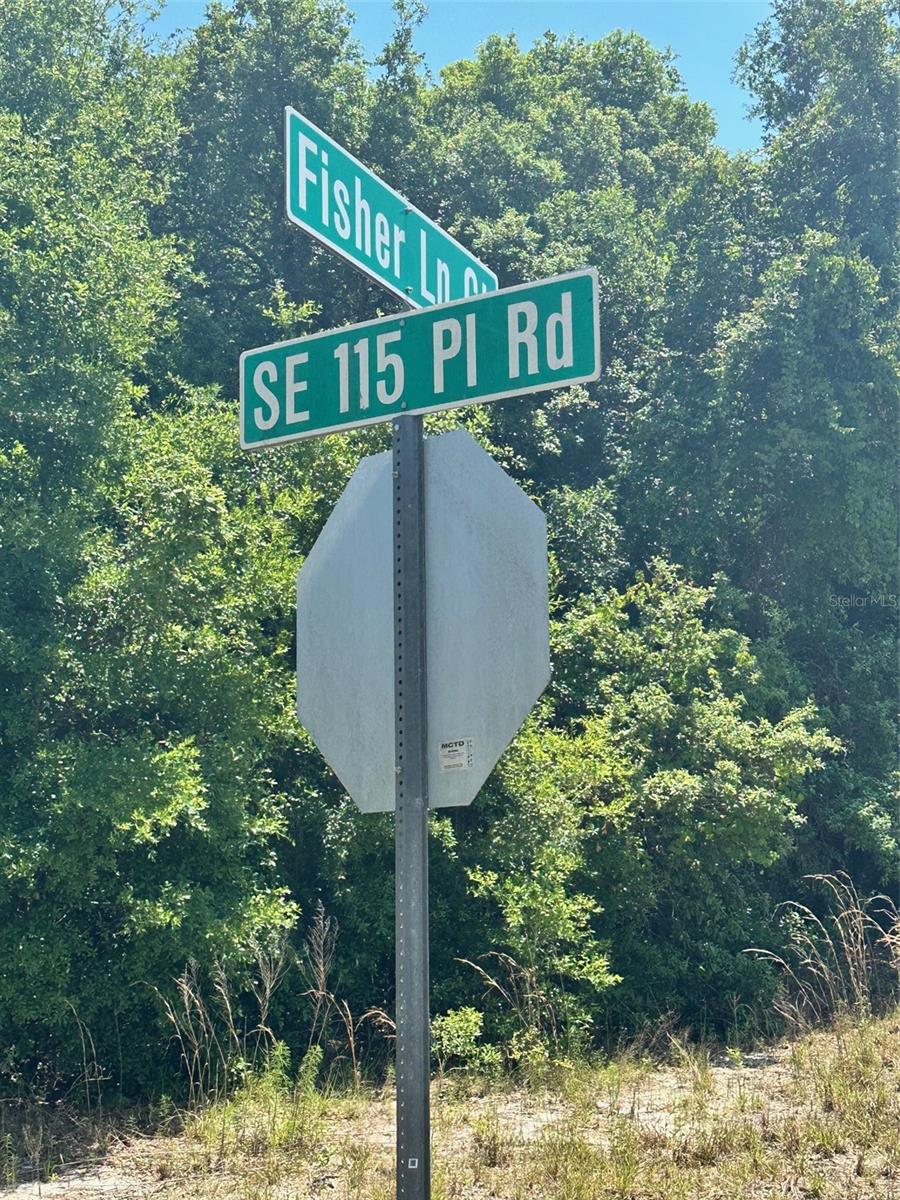 Fisher Ln
SE 115 Pl Rd
MCTD
StellarMLS